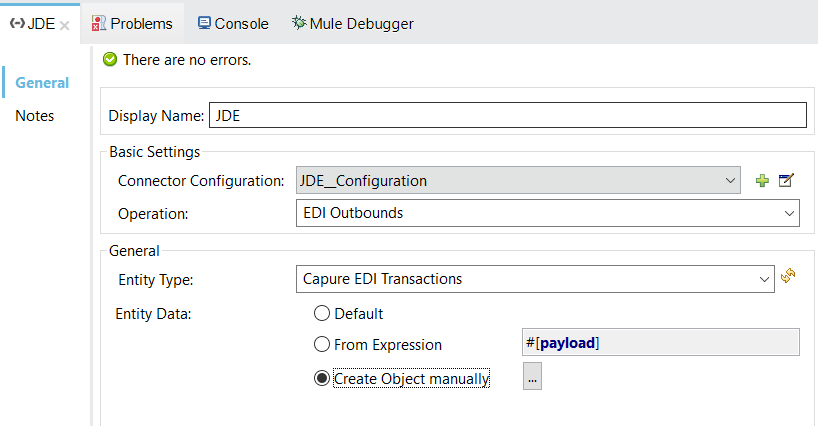 JDE Problems Console Mule Debugger
There are no errors.
General
Notes
Display Name: JDE
Basic Settings
Connector Configuration: JDE__Configuration
Operation: EDI Outbounds
General
Entity Type: Capure EDI Transactions
Entity Data: Default
From Expression #[payload]
Create Object manually ...